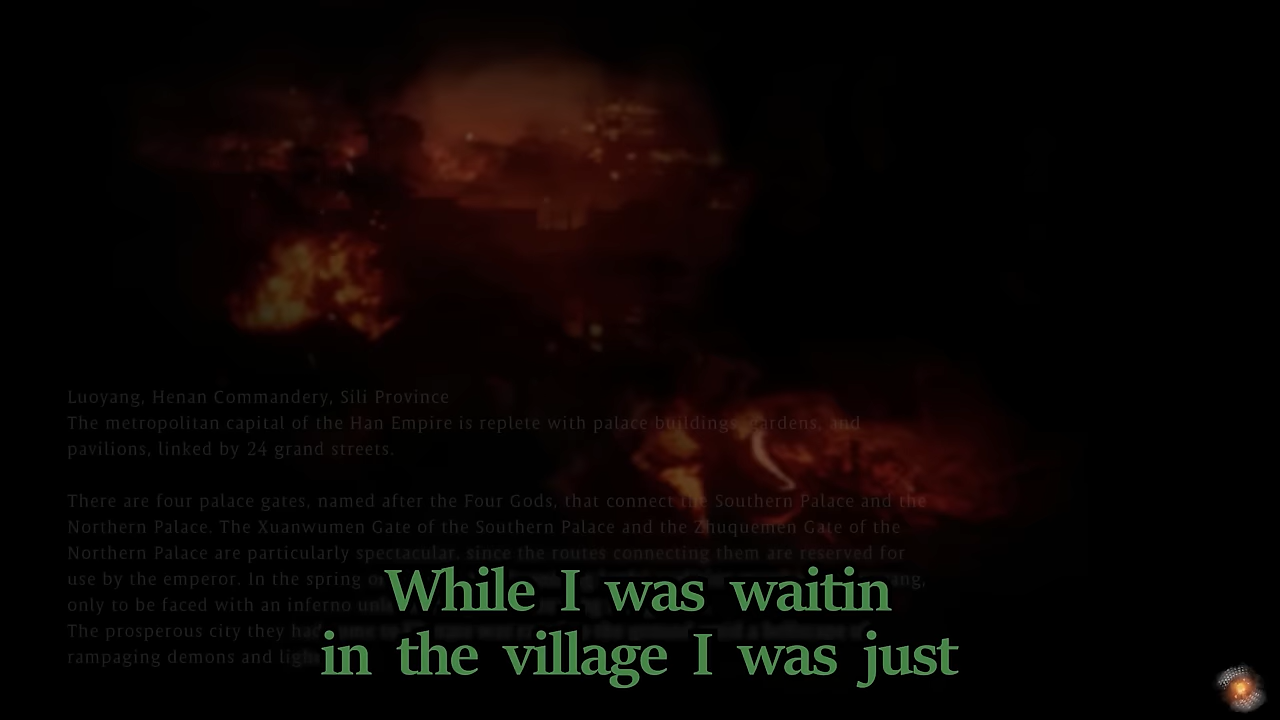 Luoyang, Henan Commandery, Sili Province
The metropolitan capital of the Han Empire is replete with palace buildings, gardens, and
pavilions, linked by 24 grand streets.
There are four palace gates, named after the Four Gods, that connect the Southern Palace and the
Northern Palace. The Xuanwumen Gate of the Southern Palace and the Zhuquemen Gate of the
Northern Palace are particularly spectacular, since the routes connecting them are reserved for
use by the emperor. In the spring
only to be faced with an inferno
The prosperous city they
rampaging demons and
While I was waitin
in the village I was just